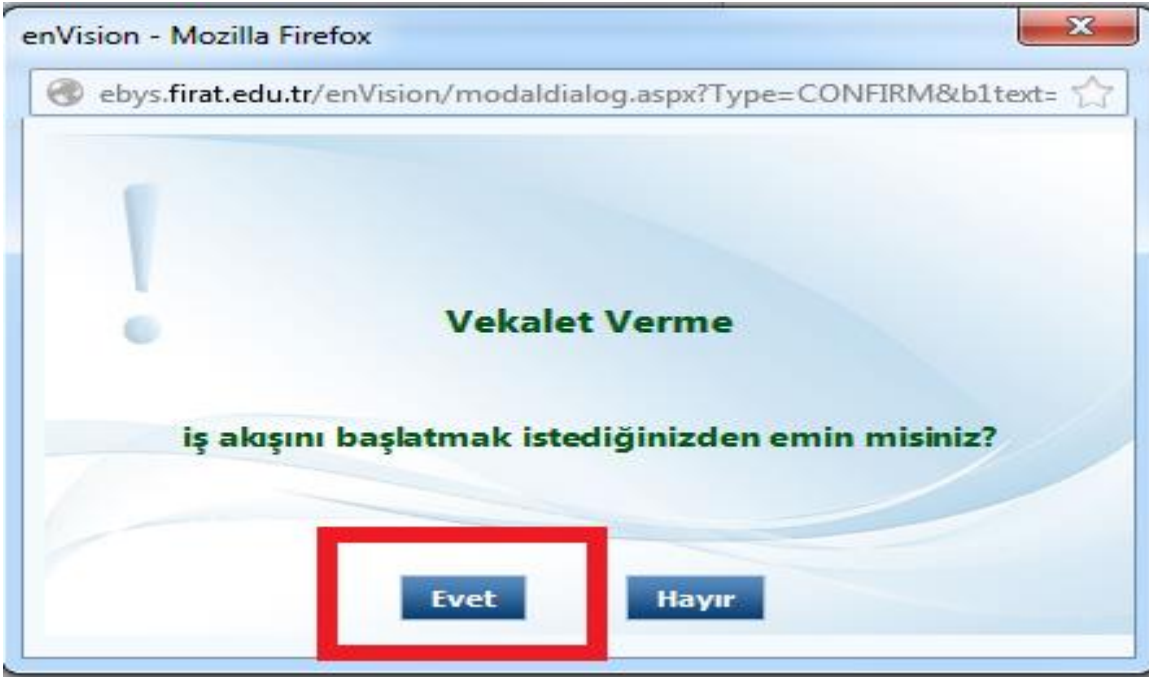 enVision - Mozilla Firefox
ebys.firat.edu.tr/enVision/modaldialog.aspx?Type=CONFIRM&b1text=
Vekalet Verme
iş akışını başlatmak istediğinizden emin misiniz?
Evet Hayır